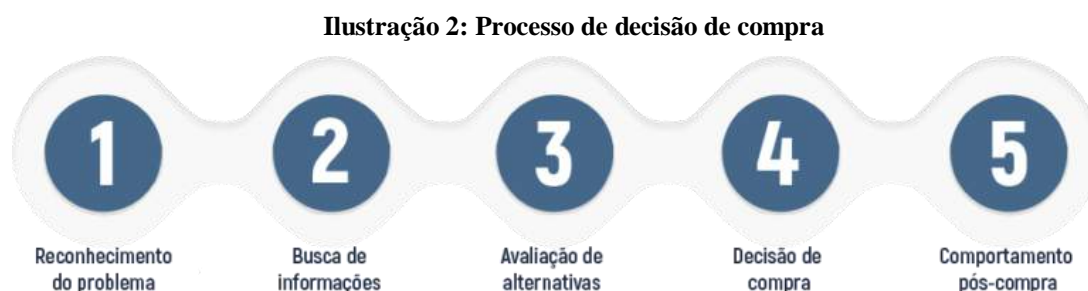 Ilustração 2: Processo de decisão de compra
1
2
3
4
5
Reconhecimento
do problema
Busca de
informações
Avaliação de
alternativas
Decisão de
compra
Comportamento
pós-compra